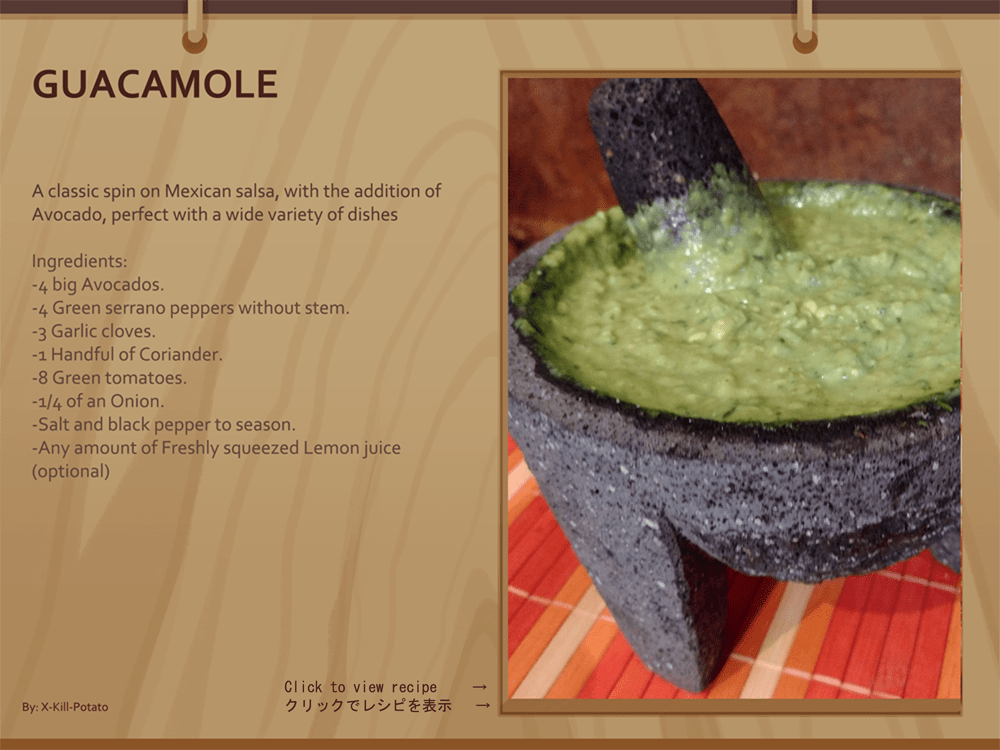 GUACAMOLE
A classic spin on Mexican salsa, with the addition of
Avocado, perfect with a wide variety of dishes
Ingredients:
-4 big Avocados.
-4 Green serrano peppers without stem.
-3 Garlic cloves.
-1 Handful of Coriander.
-8 Green tomatoes.
-1/4 of an Onion.
-Salt and black pepper to season.
-Any amount of Freshly squeezed Lemon juice
(optional)
Click to view recipe →
クリックでレシピを表示 →
By: X-Kill-Potato